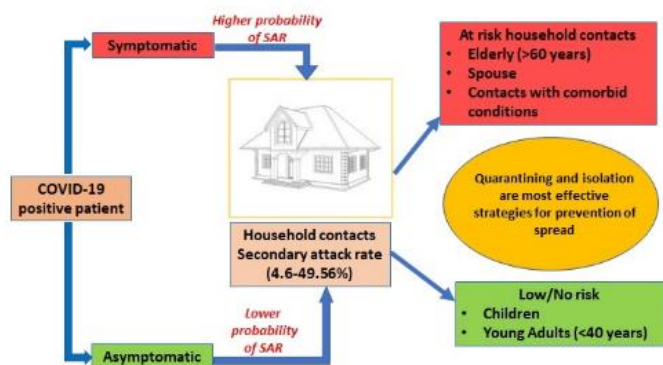 Higher probability
of SAR
Symptomatic
At risk household contacts
• Elderly (>60 years)
• Spouse
• Contacts with comorbid
conditions
COVID-19
positive patient
Quarantining and isolation
are most effective
strategies for prevention of
spread
Household contacts
Secondary attack rate
(4.6-49.56%)
Lower
probability
of SAR
Asymptomatic
Low/No risk
• Children
• Young Adults (<40 years)